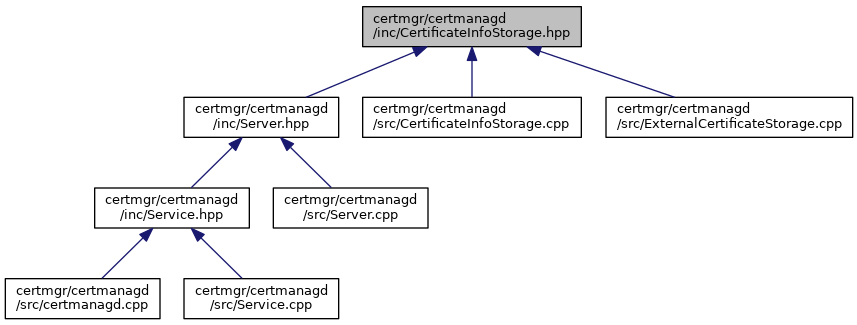 certmgr/certmanagd
/inc/CertificateInfoStorage.hpp
certmgr/certmanagd
/inc/Server.hpp
certmgr/certmanagd
/src/CertificateInfoStorage.cpp
certmgr/certmanagd
/src/ExternalCertificateStorage.cpp
certmgr/certmanagd
/inc/Service.hpp
certmgr/certmanagd
/src/Server.cpp
certmgr/certmanagd
/src/certmanagd.cpp
certmgr/certmanagd
/src/Service.cpp